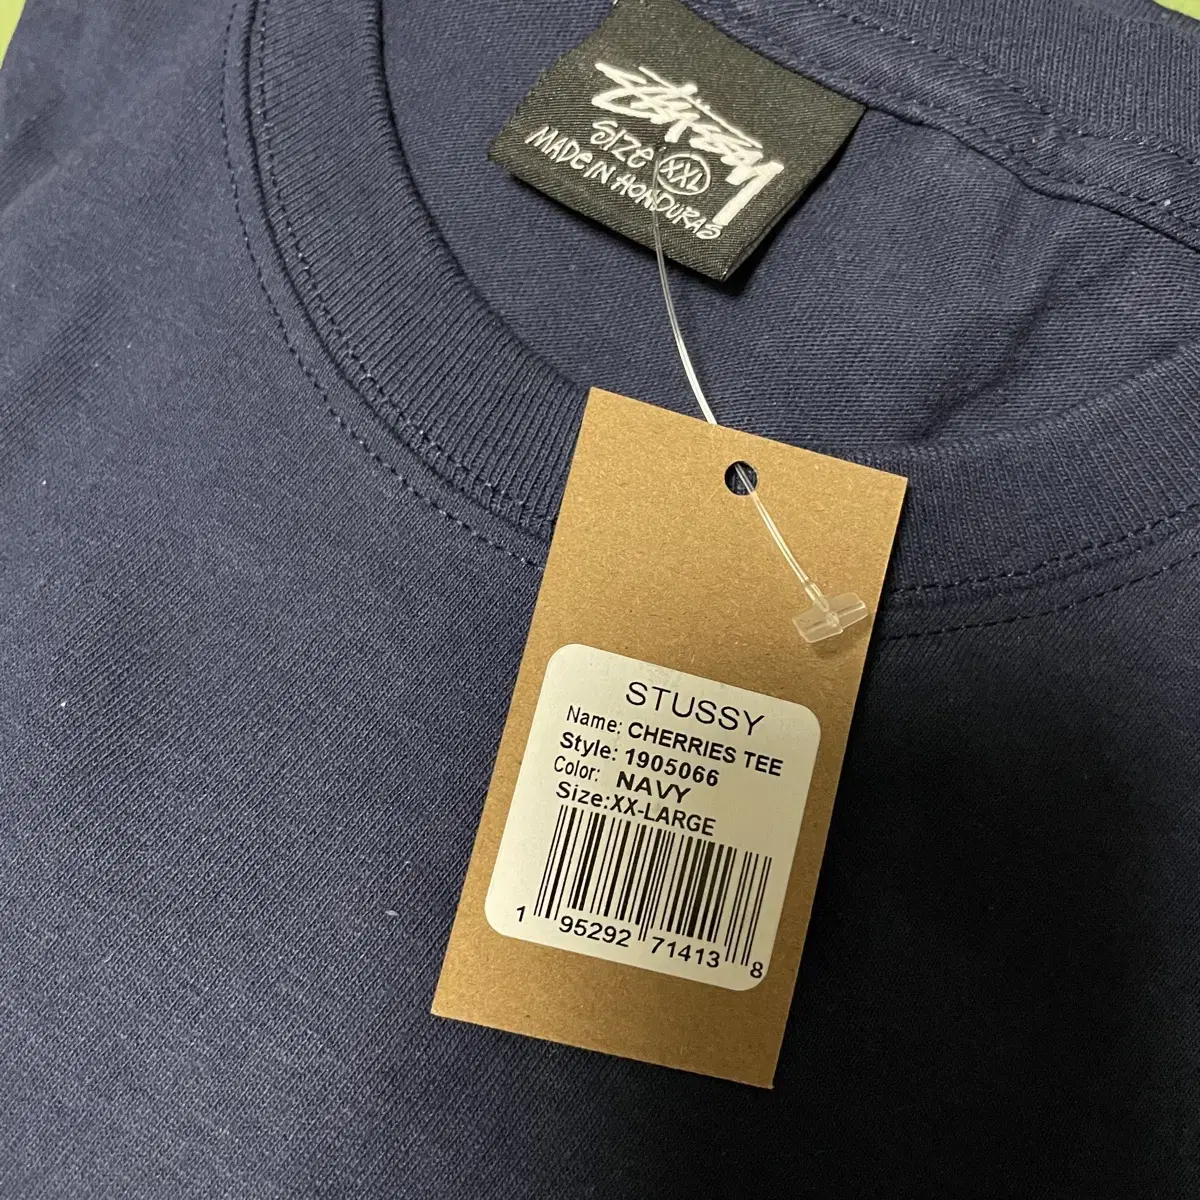 Stüssy
SIZE XXL
MADE IN HONDURAS
STUSSY
Name: CHERRIES TEE
Style: 1905066
Color: NAVY
Size:XX-LARGE
1 95292 71413 8